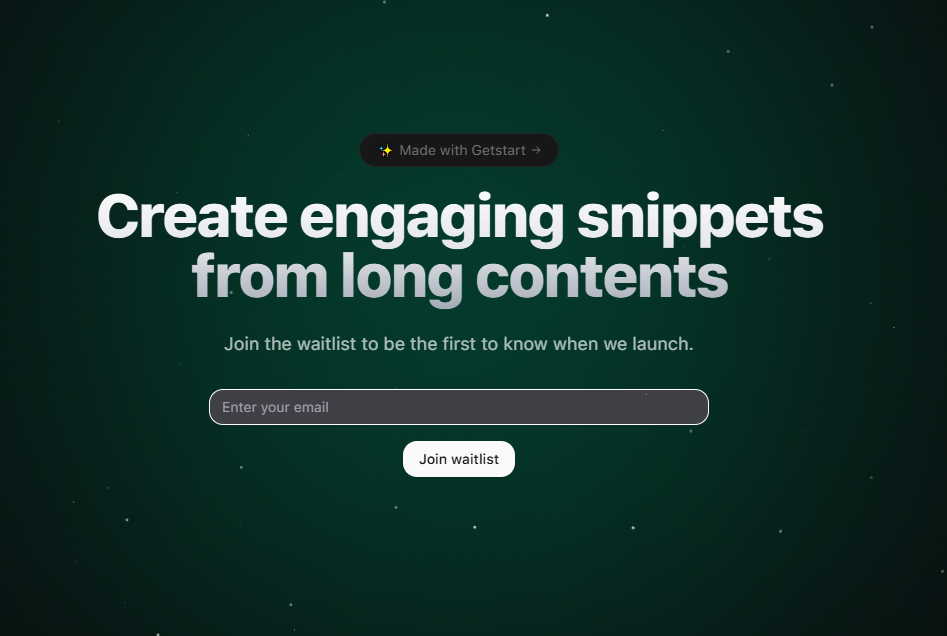 ✨ Made with Getstart →
Create engaging snippets
from long contents
Join the waitlist to be the first to know when we launch.
Enter your email
Join waitlist